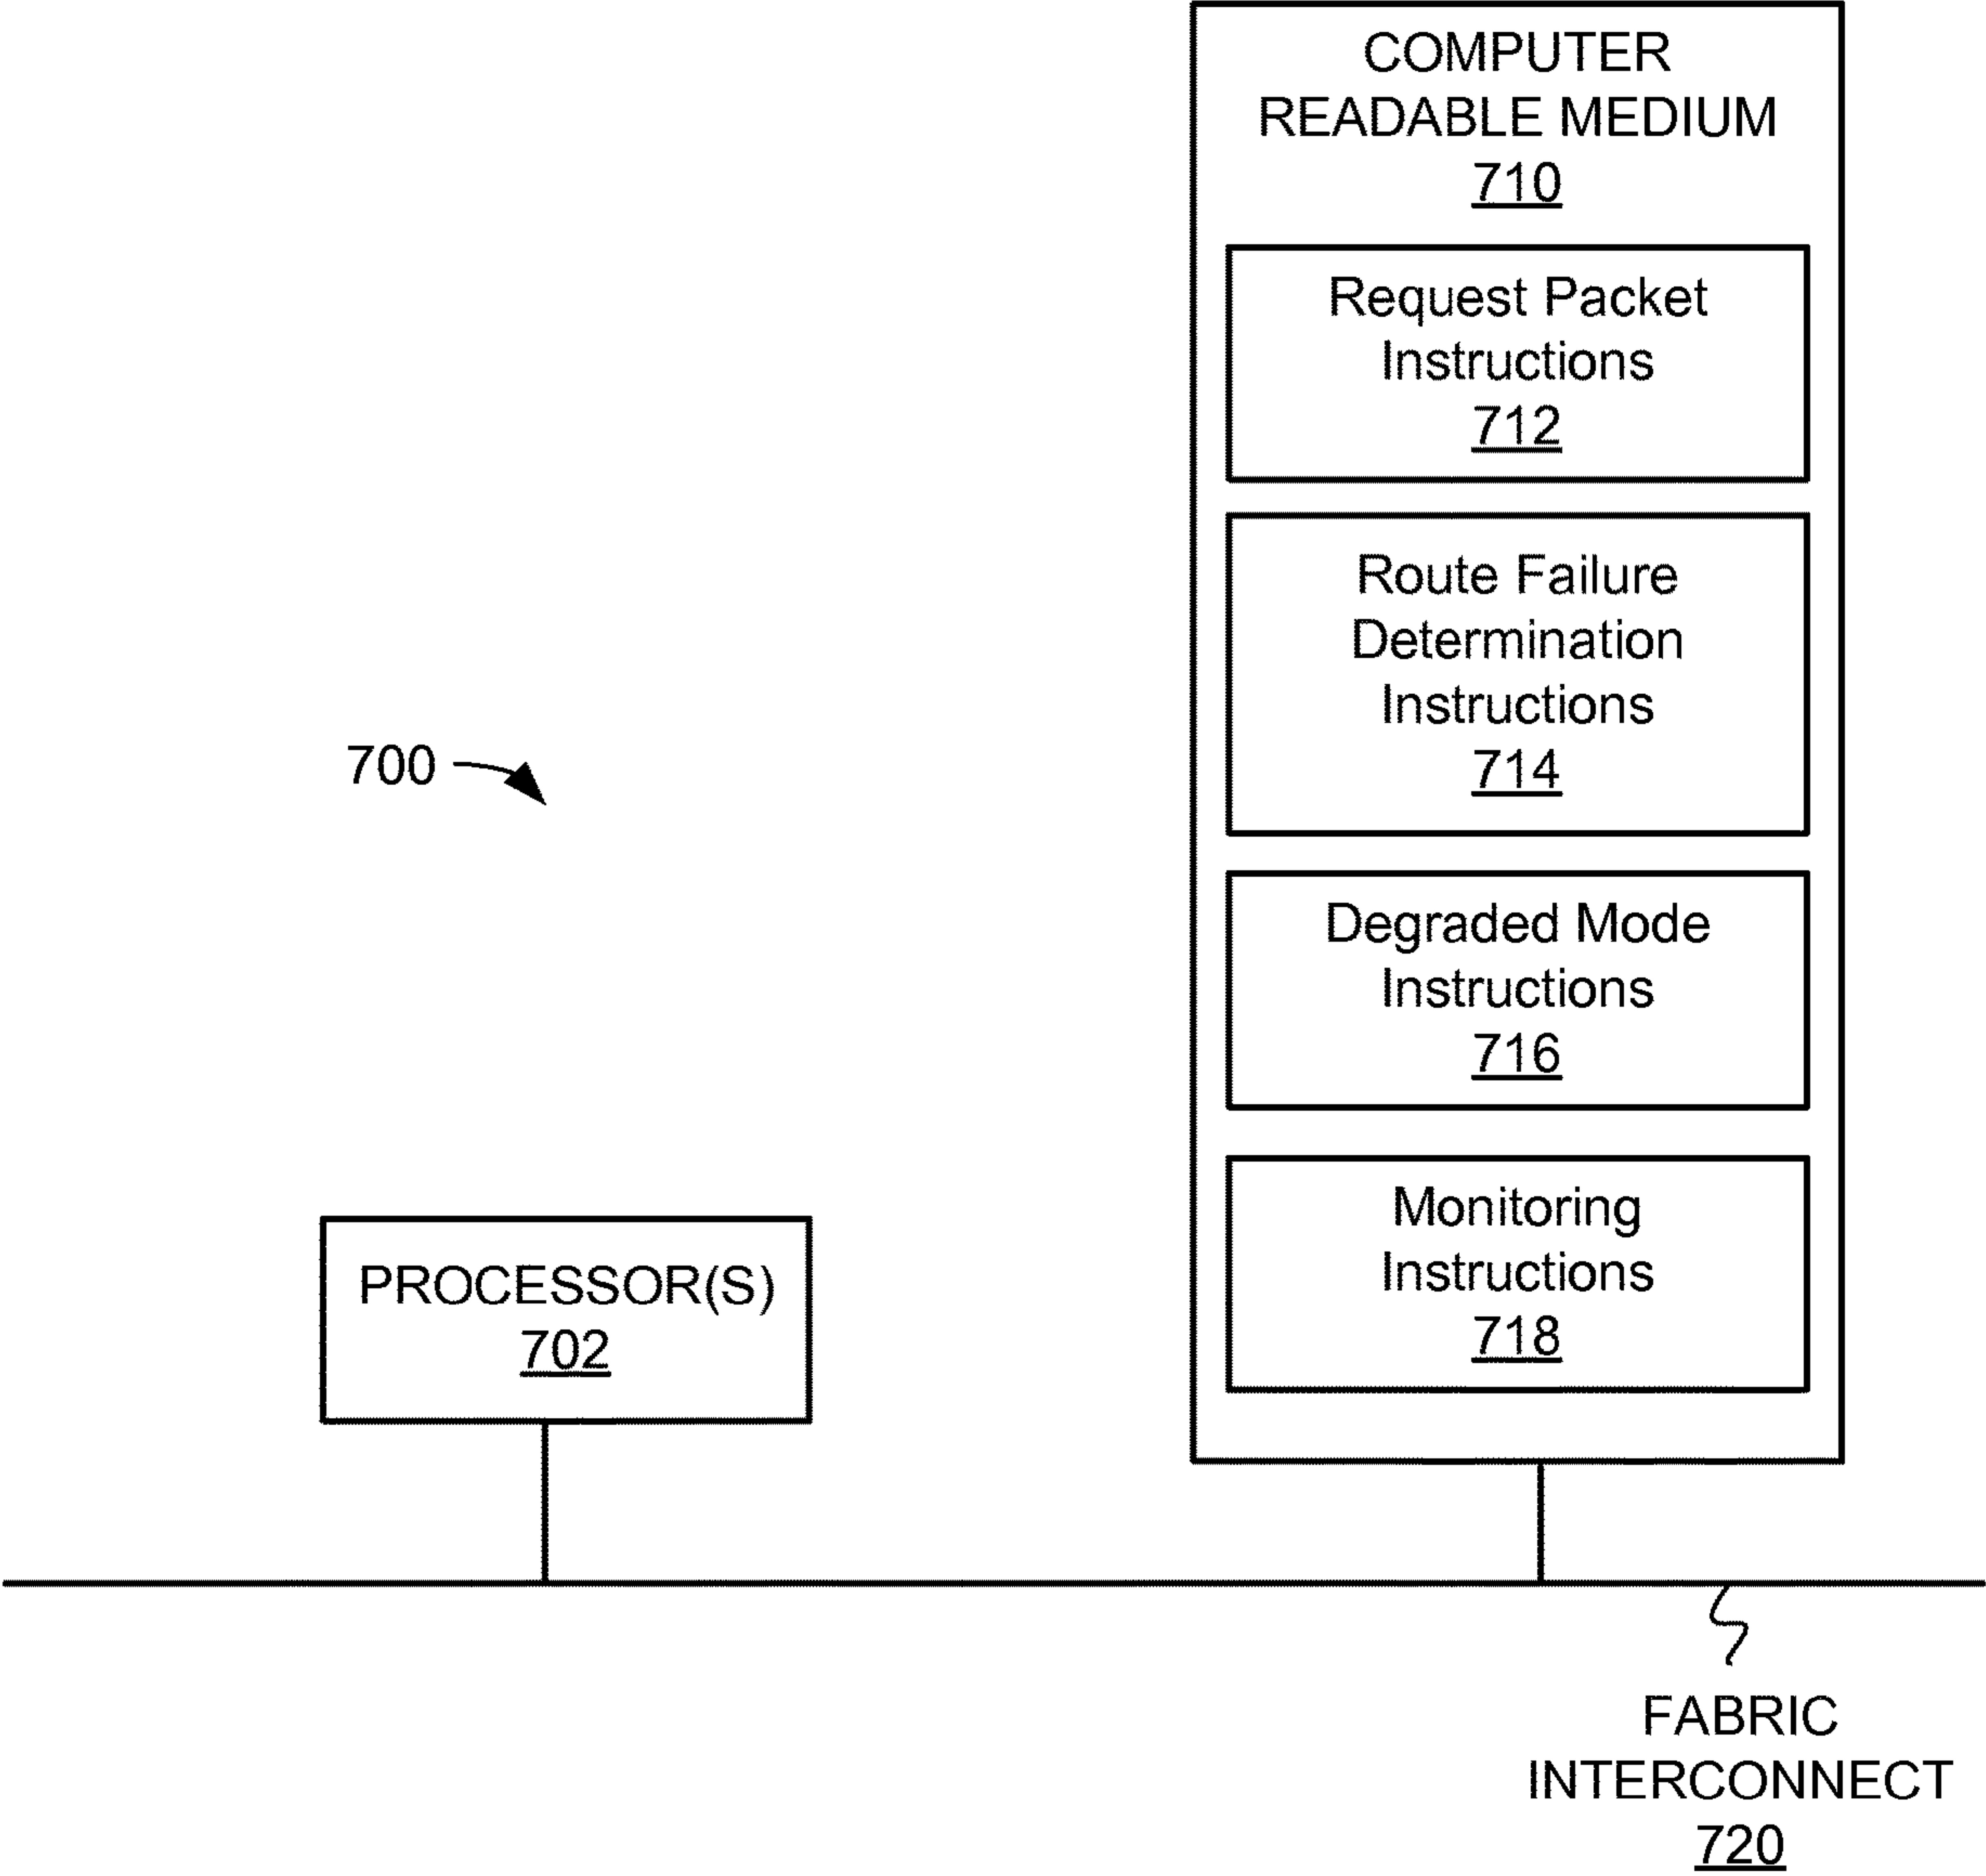 COMPUTER
READABLE MEDIUM
710
Request Packet
Instructions
712
Route Failure
Determination
Instructions
714
700
Degraded Mode
Instructions
716
Monitoring
Instructions
718
PROCESSOR(S)
702
FABRIC
INTERCONNECT
720